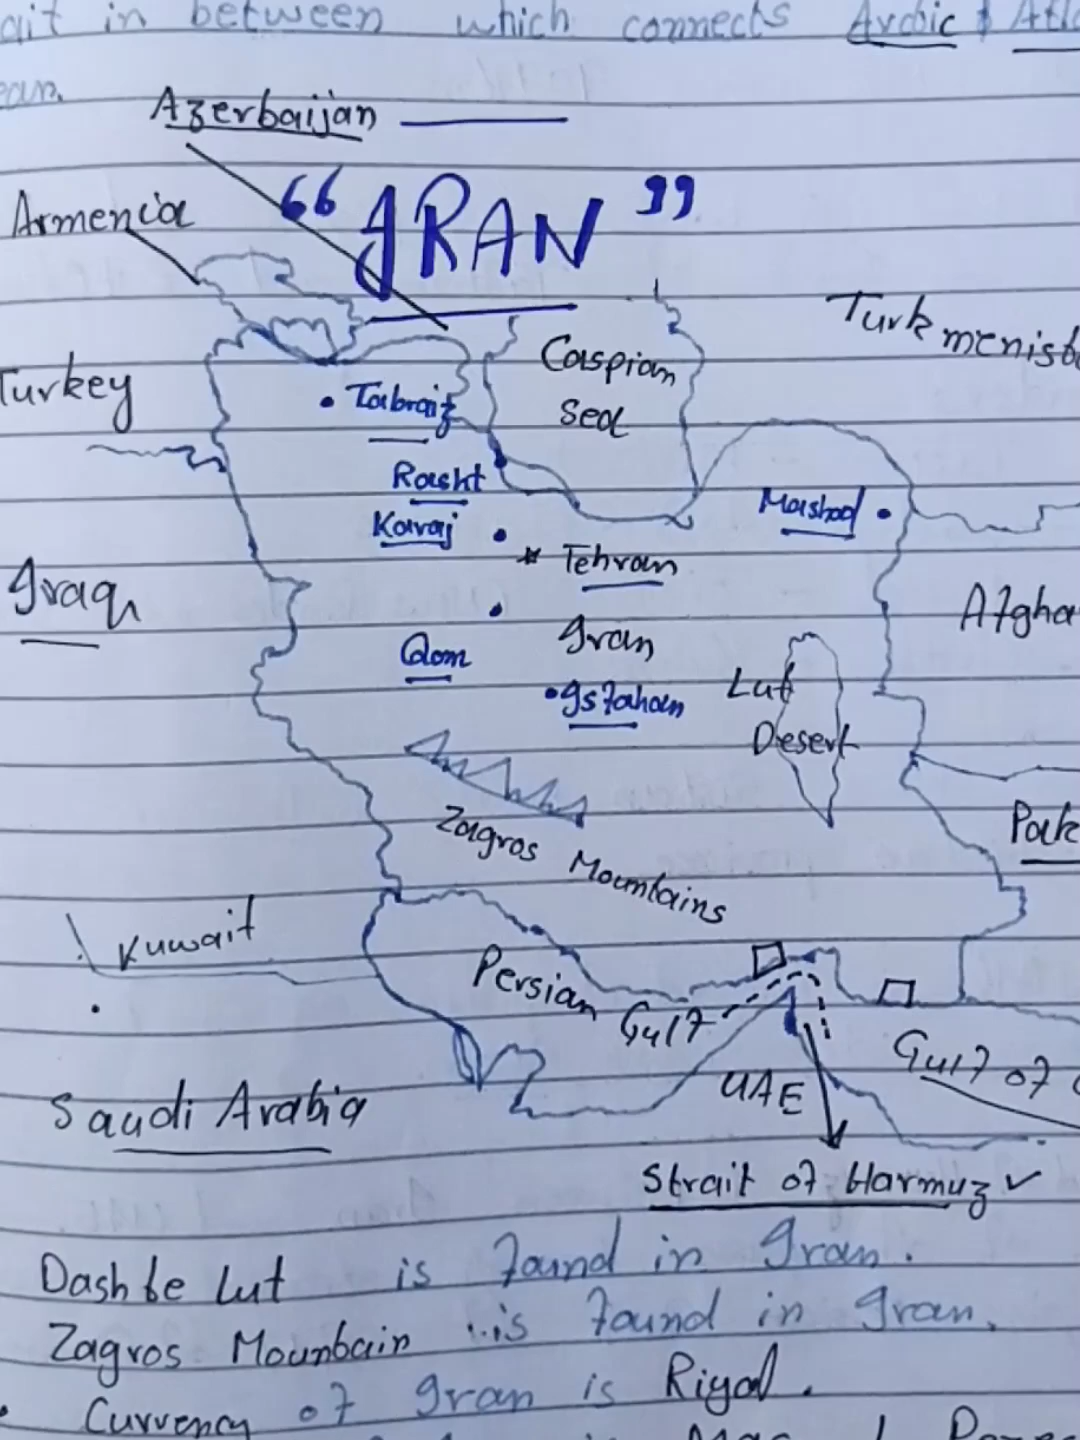 ait in between which connects Arabic & Atla
ean.
Azerbaijan
"IRAN"
Armenia
Turkmenist
Caspian
Sea
Turkey
Tabraiz
Rasht
Mashad
Karaj
Tehran
Iraq
Afgha
Iran
Qom
Lut
Isfahan
Desert
Zagros Mountains
Pak
Kuwait
Persian
Gulf
Gulf of
UAE
Saudi Arabia
Strait of Harmuz ✓
Dashte Lut is found in Iran.
Zagros Mountain is found in Iran.
Currency of Iran is Riyal.